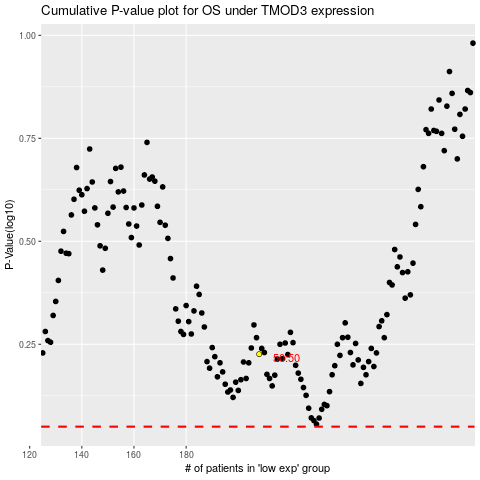 Cumulative P-value plot for OS under TMOD3 expression
1.00
0.75
0.50
0.25
P-Value(log10)
50:50
120 140 160 180
# of patients in 'low exp' group